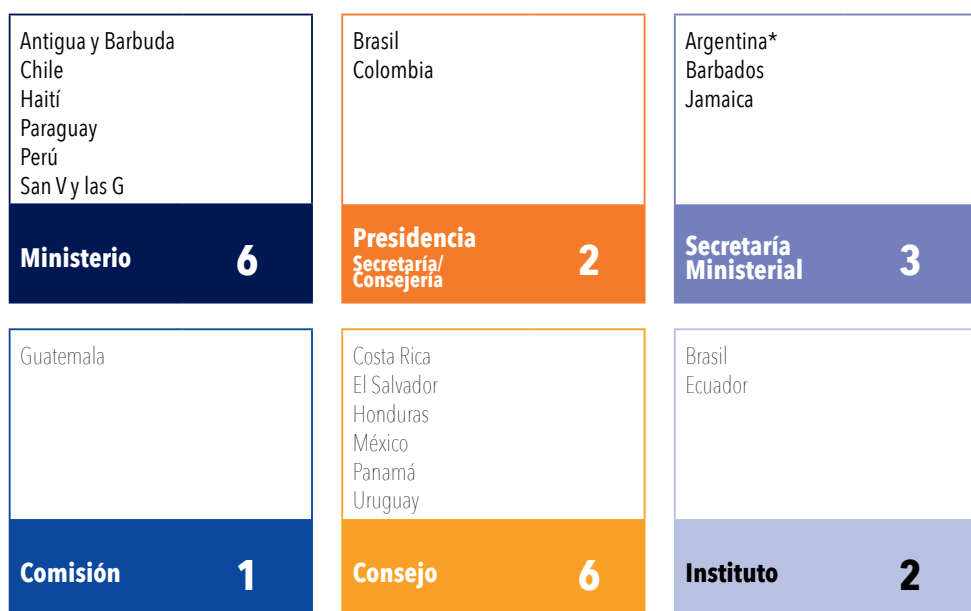 Antigua y Barbuda
Chile
Haití
Paraguay
Perú
San V y las G
Ministerio 6
Brasil
Colombia
Presidencia
Secretaría/
Consejería 2
Argentina*
Barbados
Jamaica
Secretaría
Ministerial 3
Guatemala
Comisión 1
Costa Rica
El Salvador
Honduras
México
Panamá
Uruguay
Consejo 6
Brasil
Ecuador
Instituto 2